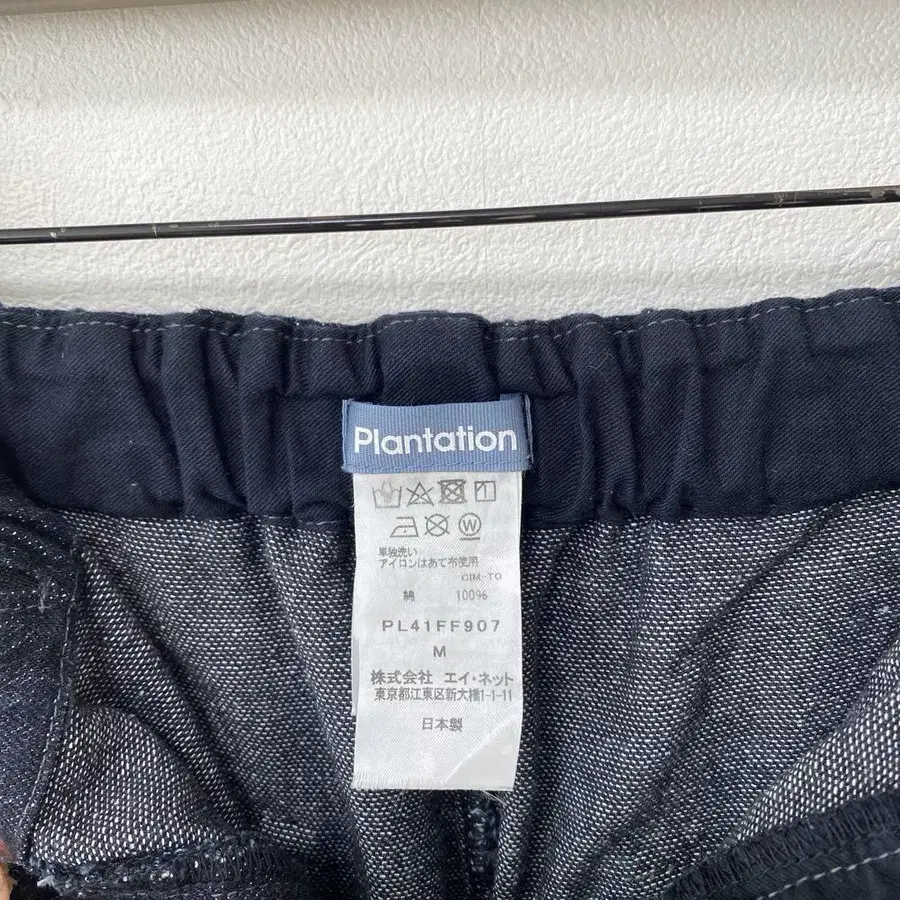 Plantation
W
単独洗い
アイロンはあて布使用
CIM-TO
綿 100%
PL41FF907
M
株式会社 エイ・ネット
東京都江東区新大橋1-1-11
日本製